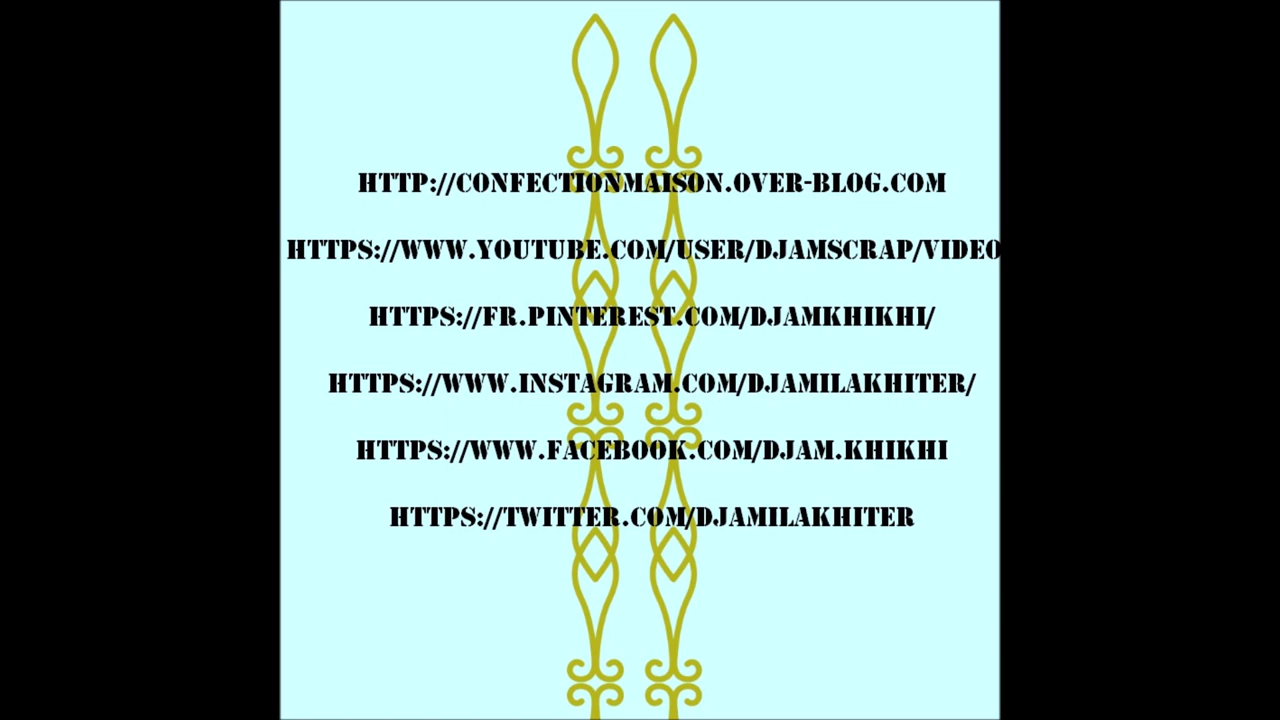 HTTP://CONFECTIONMAISON.OVER-BLOG.COM
HTTPS://WWW.YOUTUBE.COM/USER/DJAMSCRAP/VIDEO
HTTPS://FR.PINTEREST.COM/DJAMKHIKHI/
HTTPS://WWW.INSTAGRAM.COM/DJAMILAKHITER/
HTTPS://WWW.FACEBOOK.COM/DJAM.KHIKHI
HTTPS://TWITTER.COM/DJAMILAKHITER